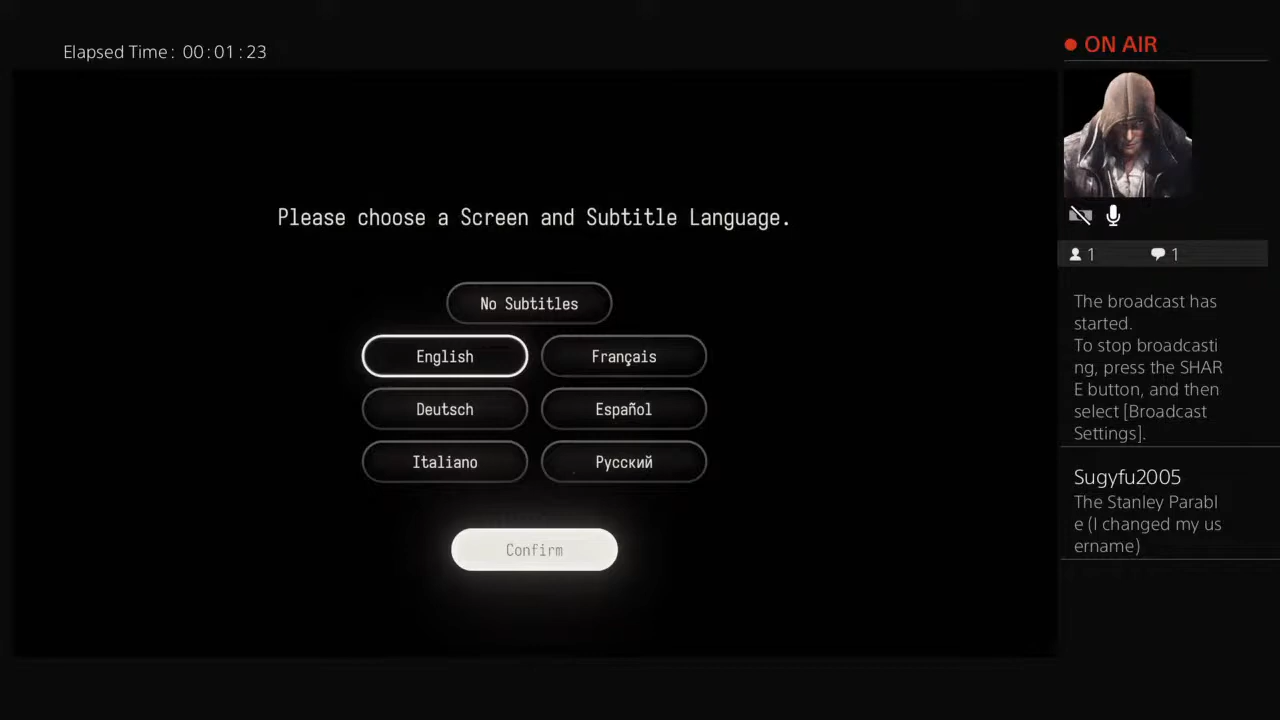 Elapsed Time: 00:01:23
ON AIR
Please choose a Screen and Subtitle Language.
No Subtitles
English
Français
Deutsch
Español
Italiano
Русский
Confirm
1
1
The broadcast has
started.
To stop broadcasti
ng, press the SHAR
E button, and then
select [Broadcast
Settings].
Sugyfu2005
The Stanley Parabl
e (I changed my us
ername)